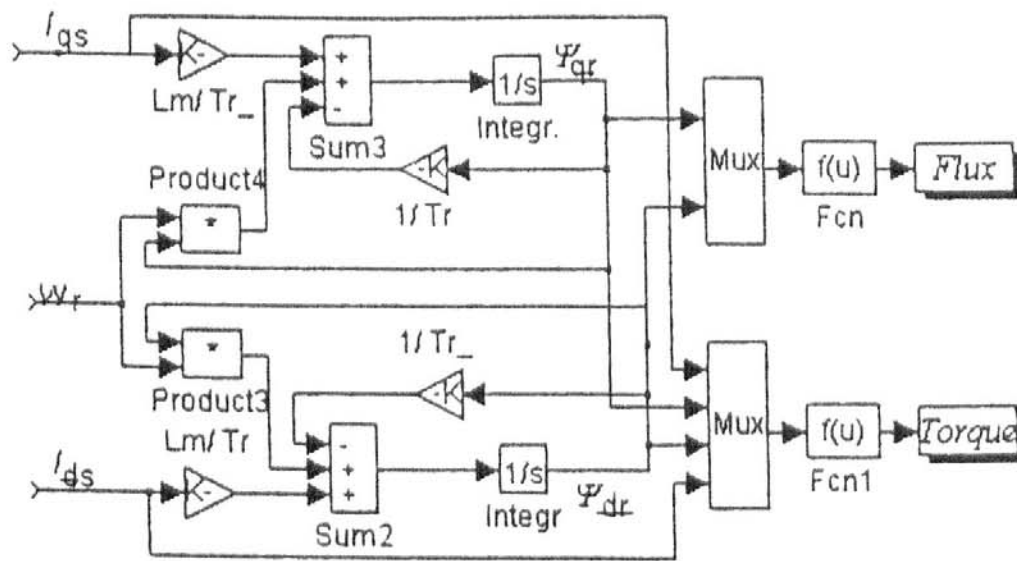 Iqs
K-
Lm/Tr_
+
+
-
Sum3
1/s
Integr.
Ψqr
-K
1/Tr
Product4
*
Mux
f(u)
Fcn
Flux
Wr
*
Product3
Lm/Tr
1/Tr_
-K
-
+
+
Sum2
Ids
K-
1/s
Integr
Ψdr
Mux
f(u)
Fcn1
Torque